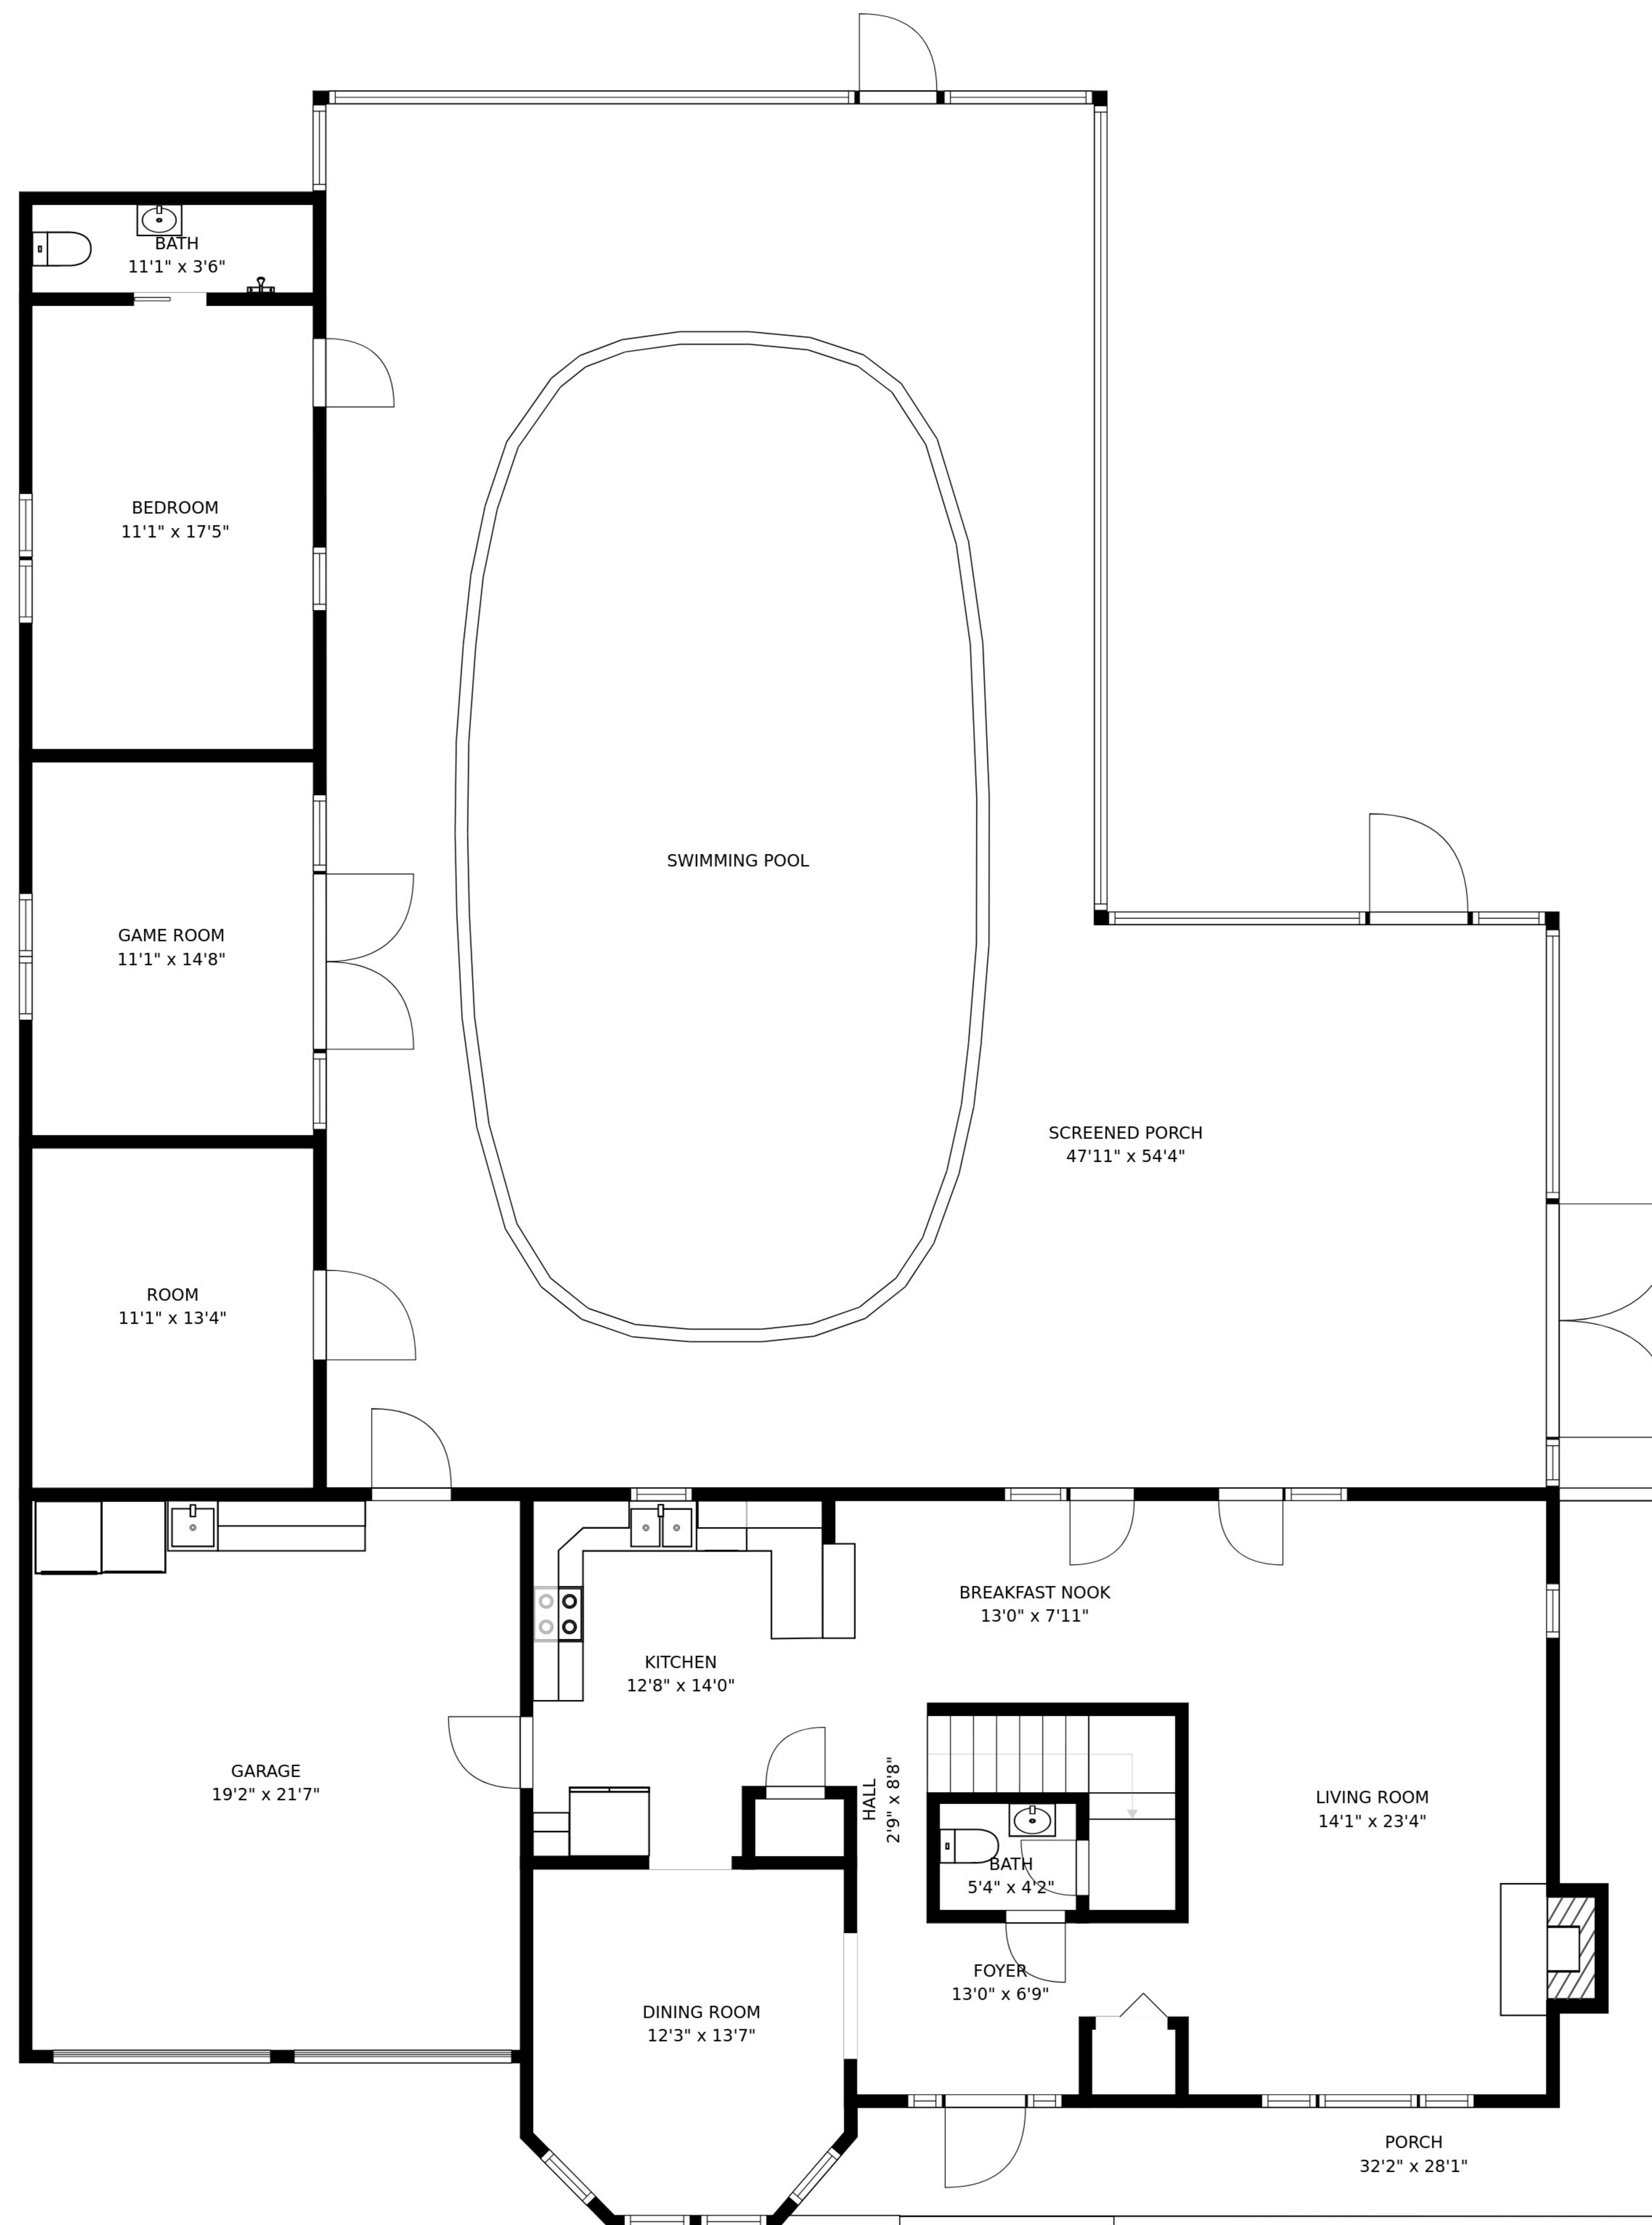 BATH
11'1" x 3'6"
BEDROOM
11'1" x 17'5"
SWIMMING POOL
GAME ROOM
11'1" x 14'8"
SCREENED PORCH
47'11" x 54'4"
ROOM
11'1" x 13'4"
BREAKFAST NOOK
13'0" x 7'11"
KITCHEN
12'8" x 14'0"
GARAGE
19'2" x 21'7"
HALL
2'9" x 8'8"
LIVING ROOM
14'1" x 23'4"
BATH
5'4" x 4'2"
FOYER
13'0" x 6'9"
DINING ROOM
12'3" x 13'7"
PORCH
32'2" x 28'1"